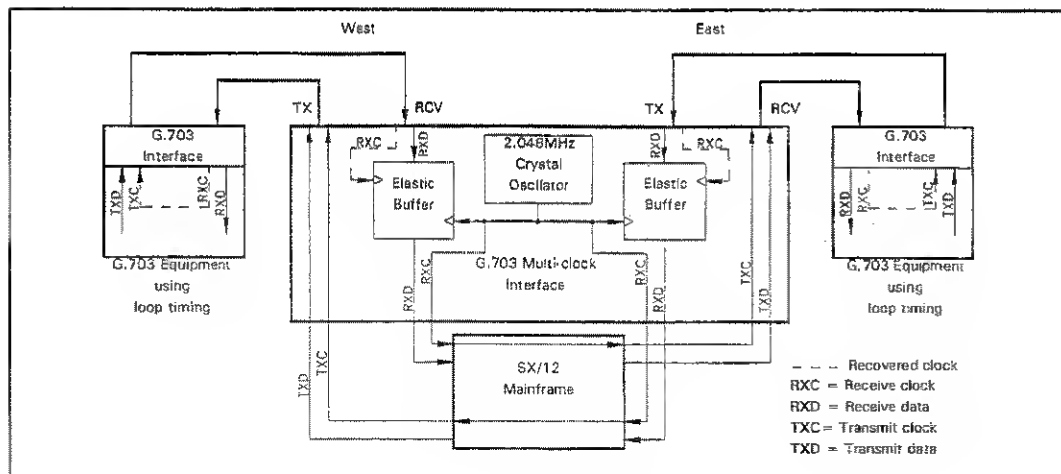 West
East
TX
RCV
TX
RCV
G.703
Interface
TXD
TXC
RXC
RXD
G.703 Equipment
using
loop timing
RXC
RXD
Elastic
Buffer
2.048MHz
Crystal
Oscillator
RXD
RXC
Elastic
Buffer
G.703 Multi-clock
Interface
RXD
RXC
RXC
RXD
TXC
TXD
G.703
Interface
RXD
RXC
TXC
TXD
G.703 Equipment
using
loop timing
TXD
TXC
SX/12
Mainframe
– – – Recovered clock
RXC = Receive clock
RXD = Receive data
TXC = Transmit clock
TXD = Transmit data